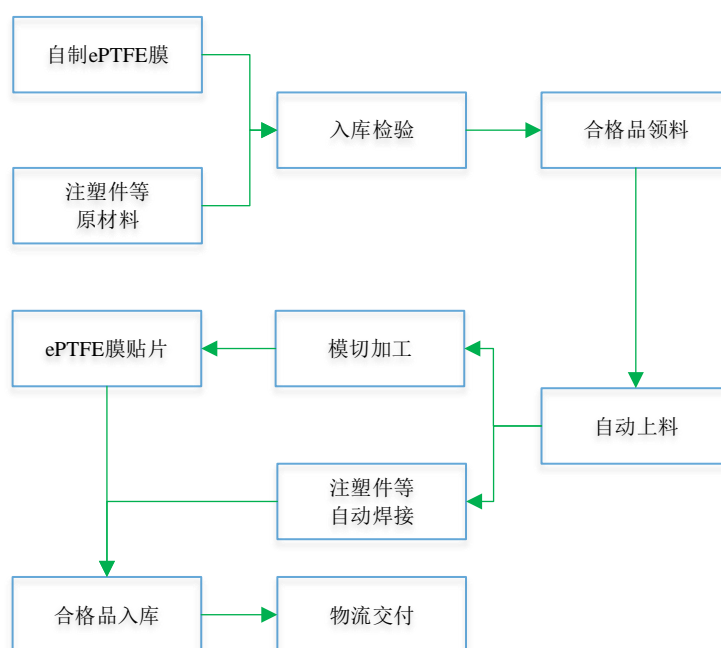 自制ePTFE膜
注塑件等
原材料
入库检验
合格品领料
ePTFE膜贴片
模切加工
自动上料
注塑件等
自动焊接
合格品入库
物流交付